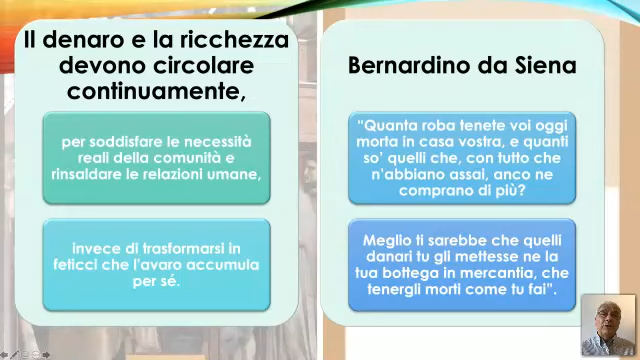 Il denaro e la ricchezza
devono circolare
continuamente,
per soddisfare le necessità
reali della comunità e
rinsaldare le relazioni umane,
invece di trasformarsi in
feticci che l'avaro accumula
per sé.
Bernardino da Siena
"Quanta roba tenete voi oggi
morta in casa vostra, e quanti
so' quelli che, con tutto che
n'abbiano assai, anco ne
comprano di più?
Meglio ti sarebbe che quelli
danari tu gli mettesse ne la
tua bottega in mercantia, che
tenergli morti come tu fai".